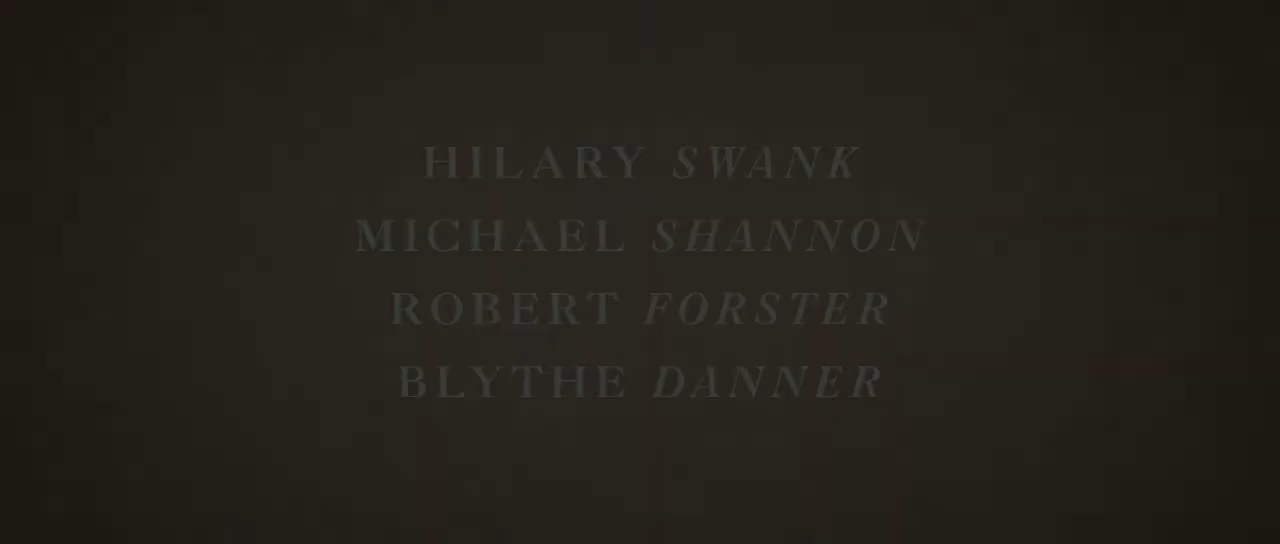 HILARY SWANK
MICHAEL SHANNON
ROBERT FORSTER
BLYTHE DANNER